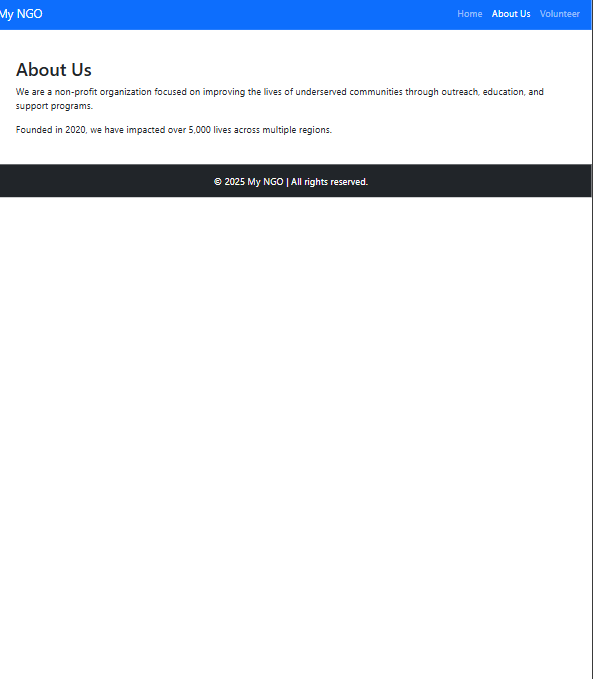 My NGO
Home About Us Volunteer
About Us
We are a non-profit organization focused on improving the lives of underserved communities through outreach, education, and
support programs.
Founded in 2020, we have impacted over 5,000 lives across multiple regions.
© 2025 My NGO | All rights reserved.